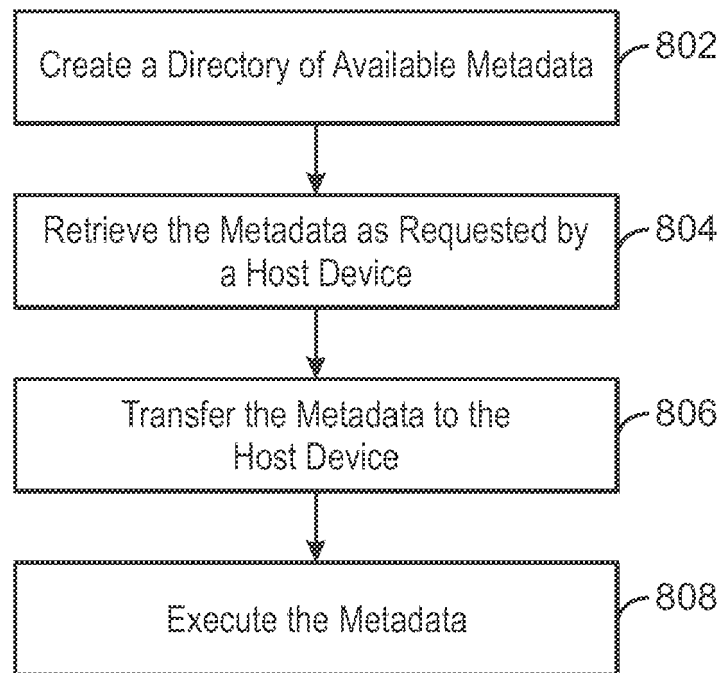 Create a Directory of Available Metadata
802
Retrieve the Metadata as Requested by
a Host Device
804
Transfer the Metadata to the
Host Device
806
Execute the Metadata
808